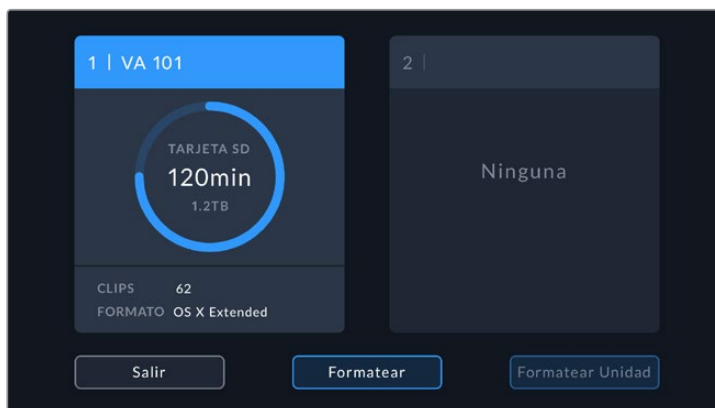 1 | VA 101
TARJETA SD
120min
1.2TB
CLIPS 62
FORMATO OS X Extended
2 |
Ninguna
Salir
Formatear
Formatear Unidad